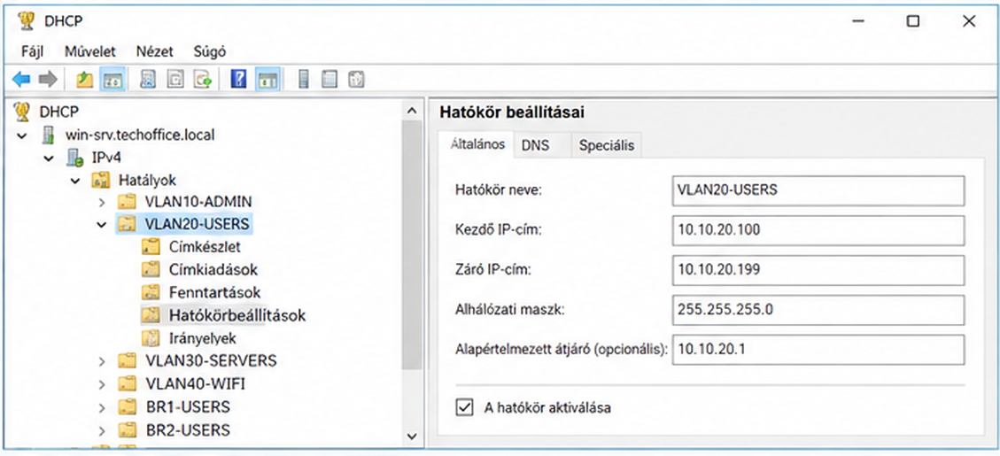 DHCP
Fájl Művelet Nézet Súgó
DHCP
win-srv.techoffice.local
IPv4
Hatályok
VLAN10-ADMIN
VLAN20-USERS
Címkészlet
Címkiadások
Fenntartások
Hatókörbeállítások
Irányelyek
VLAN30-SERVERS
VLAN40-WIFI
BR1-USERS
BR2-USERS
Hatókör beállításai
Általános DNS Speciális
Hatókör neve: VLAN20-USERS
Kezdő IP-cím: 10.10.20.100
Záró IP-cím: 10.10.20.199
Alhálózati maszk: 255.255.255.0
Alapértelmezett átjáró (opcionális): 10.10.20.1
A hatókör aktiválása